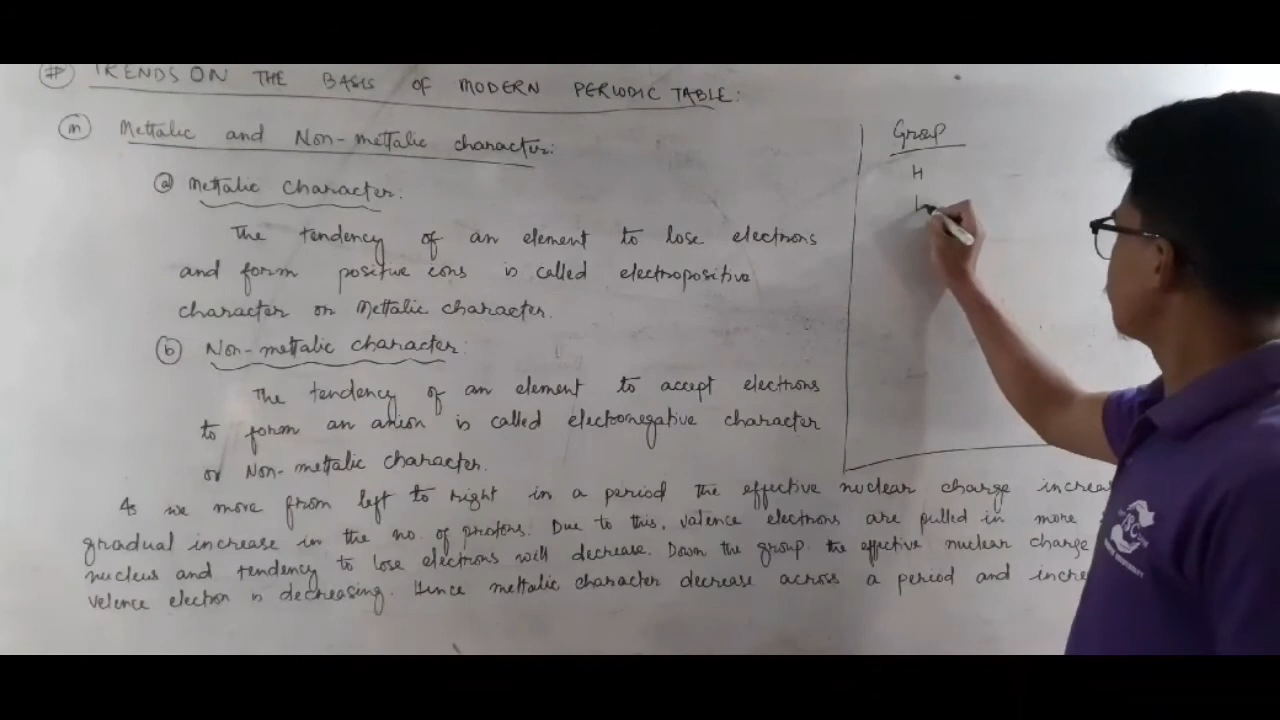 # TRENDS ON THE BASIS OF MODERN PERIODIC TABLE:
m Mettalic and Non-mettalic character:
a Mettalic character.
The tendency of an element to lose electrons
and form positive ions is called electropositive
character or Mettalic character.
b Non-mettalic character:
The tendency of an element to accept electrons
to form an anion is called electronegative character
or Non-mettalic character.
As we move from left to right in a period the effective nuclear charge increas
gradual increase in the no. of protons. Due to this, valence electrons are pulled in more
nucleus and tendency to lose electrons will decrease. Down the group the effective nuclear charge
velence electron is decreasing. Hence mettalic character decrease across a period and incre
Group
H
L